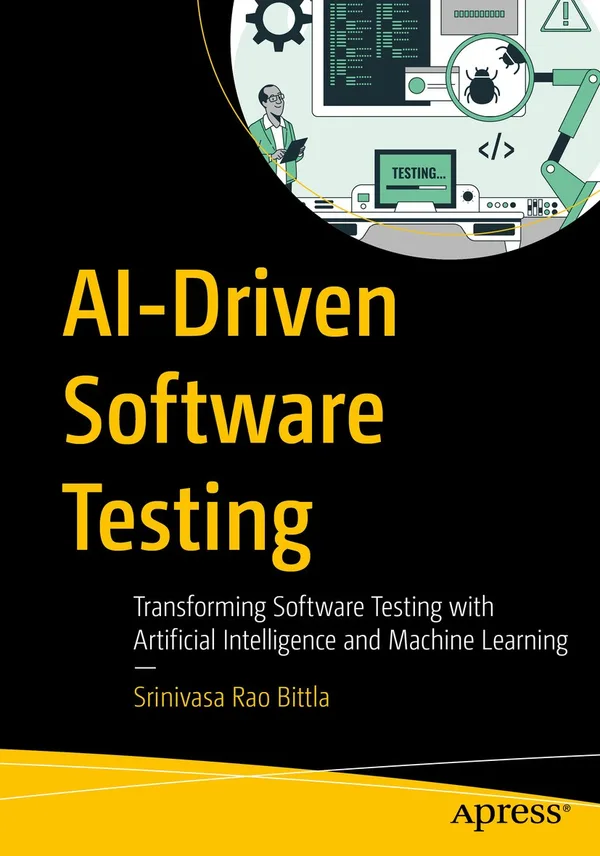 </>
TESTING...
AI-Driven
Software
Testing
Transforming Software Testing with
Artificial Intelligence and Machine Learning
—
Srinivasa Rao Bittla
Apress®